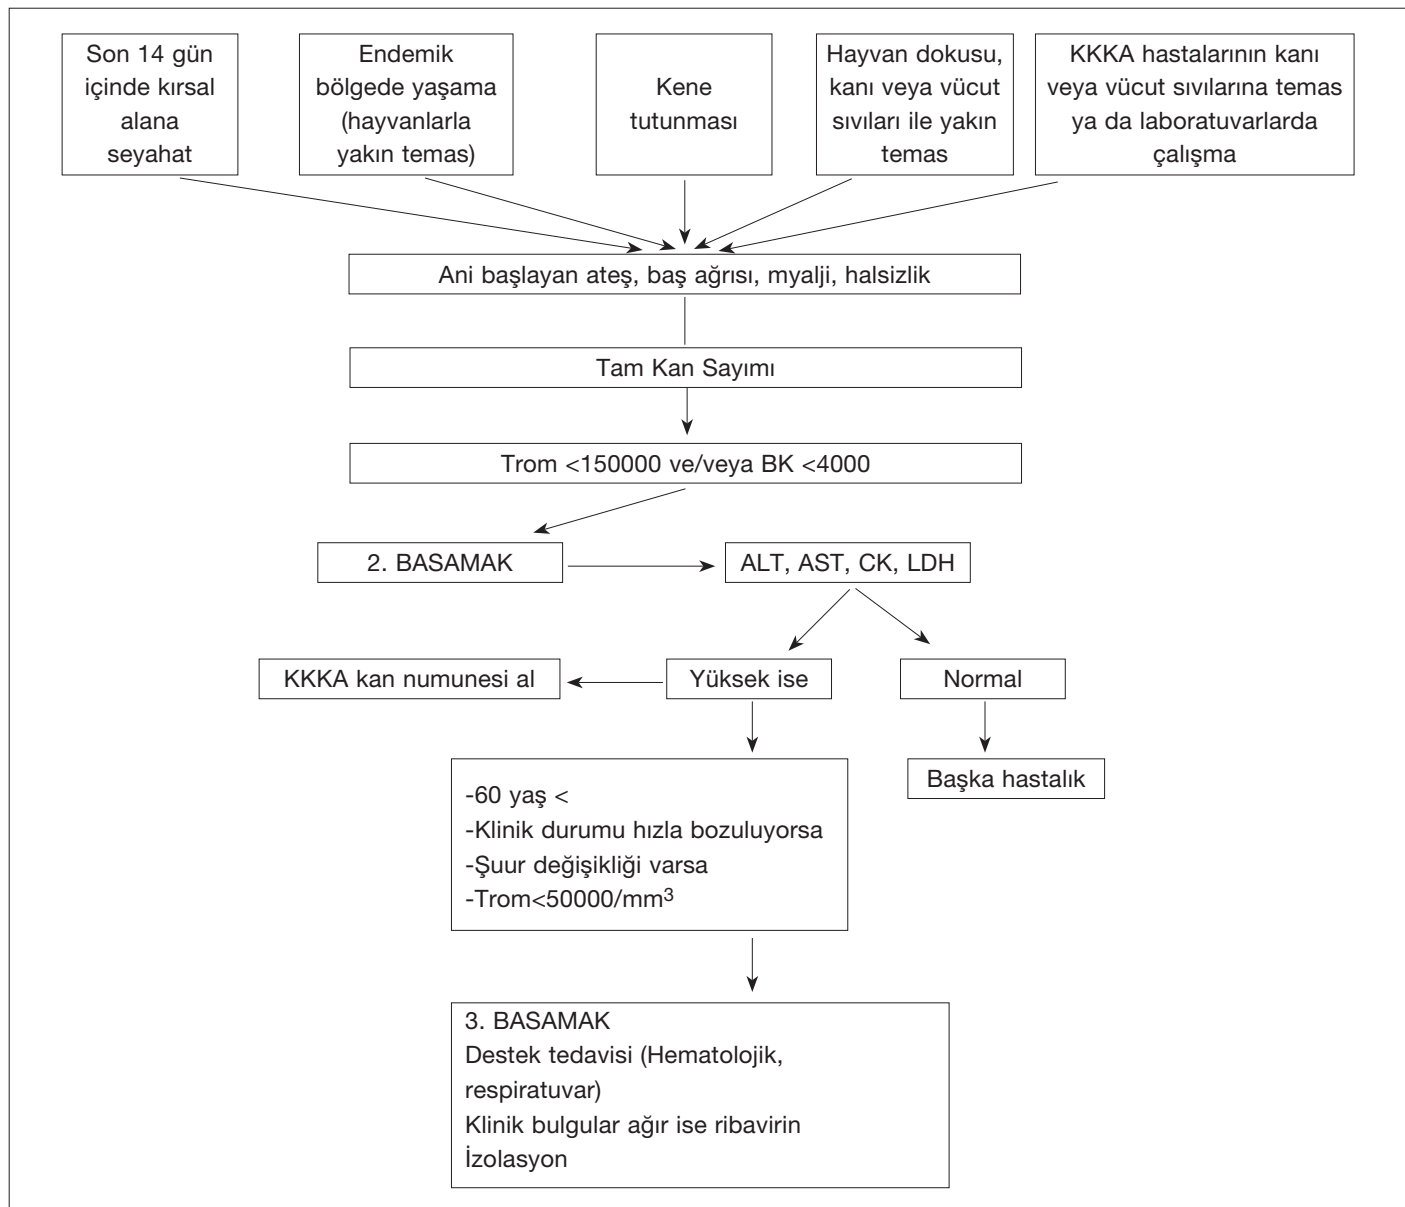 Son 14 gün
içinde kırsal
alana
seyahat
Endemik
bölgede yaşama
(hayvanlarla
yakın temas)
Kene
tutunması
Hayvan dokusu,
kanı veya vücut
sıvıları ile yakın
temas
KKKA hastalarının kanı
veya vücut sıvılarına temas
ya da laboratuvarlarda
çalışma
Ani başlayan ateş, baş ağrısı, myalji, halsizlik
Tam Kan Sayımı
Trom <150000 ve/veya BK <4000
2. BASAMAK
ALT, AST, CK, LDH
KKKA kan numunesi al
Yüksek ise
Normal
Başka hastalık
-60 yaş <
-Klinik durumu hızla bozuluyorsa
-Şuur değişikliği varsa
-Trom<50000/mm³
3. BASAMAK
Destek tedavisi (Hematolojik,
respiratuvar)
Klinik bulgular ağır ise ribavirin
İzolasyon